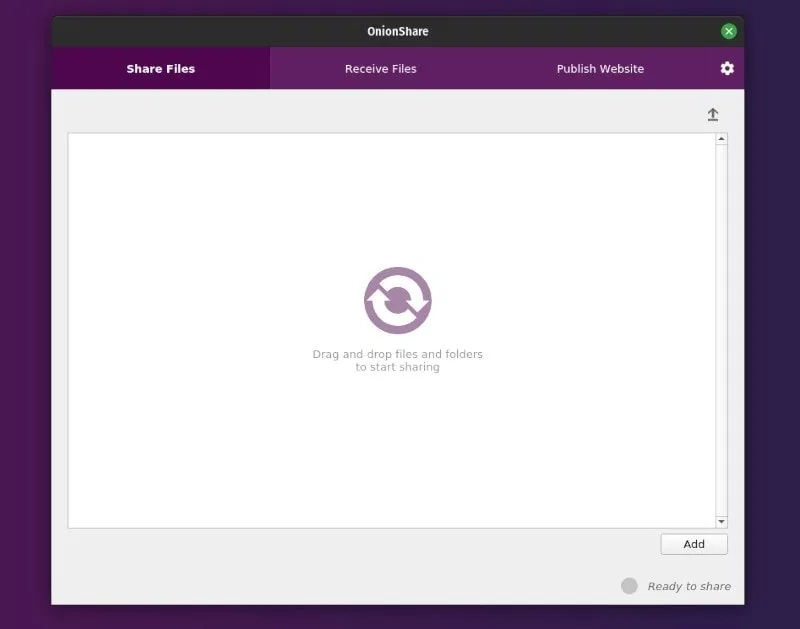 OnionShare
Share Files
Receive Files
Publish Website
Drag and drop files and folders
to start sharing
Add
Ready to share